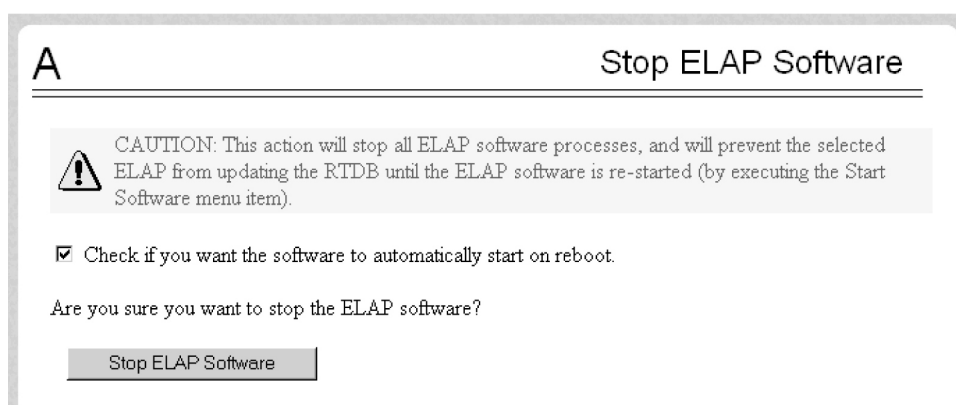 A
Stop ELAP Software
CAUTION: This action will stop all ELAP software processes, and will prevent the selected
ELAP from updating the RTDB until the ELAP software is re-started (by executing the Start
Software menu item).
Check if you want the software to automatically start on reboot.
Are you sure you want to stop the ELAP software?
Stop ELAP Software